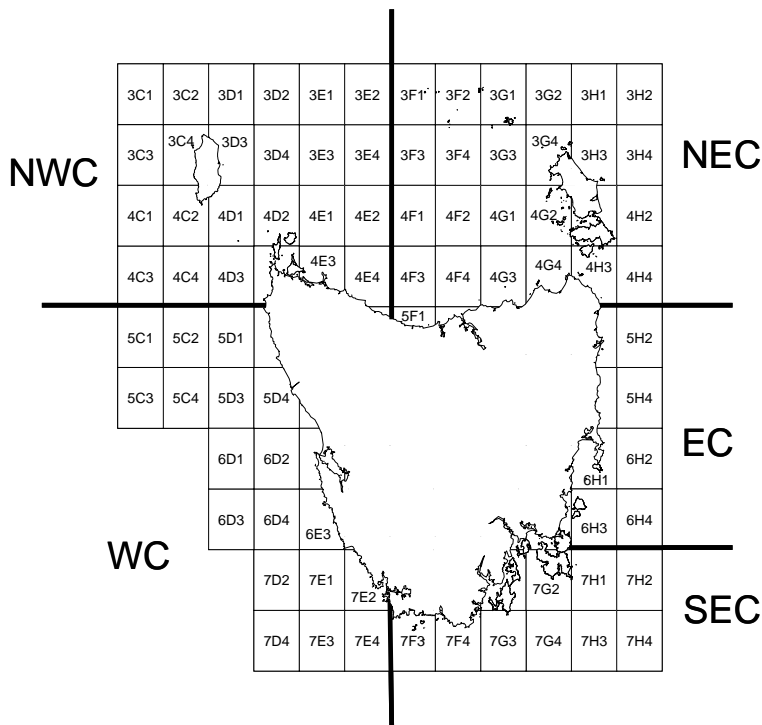 3C1 3C2 3D1 3D2 3E1 3E2 3F1 3F2 3G1 3G2 3H1 3H2
3C4 3D3 3G4
NWC 3C3 3D4 3E3 3E4 3F3 3F4 3G3 3H3 3H4 NEC
4C1 4C2 4D1 4D2 4E1 4E2 4F1 4F2 4G1 4G2 4H2
4E3 4G4 4H3
4C3 4C4 4D3 4E4 4F3 4F4 4G3 4H4
5F1
5C1 5C2 5D1 5H2
5C3 5C4 5D3 5D4 5H4
EC
6D1 6D2 6H2
6H1
6D3 6D4 6E3 6H3 6H4
WC
7D2 7E1 7E2 7G2 7H1 7H2
SEC
7D4 7E3 7E4 7F3 7F4 7G3 7G4 7H3 7H4